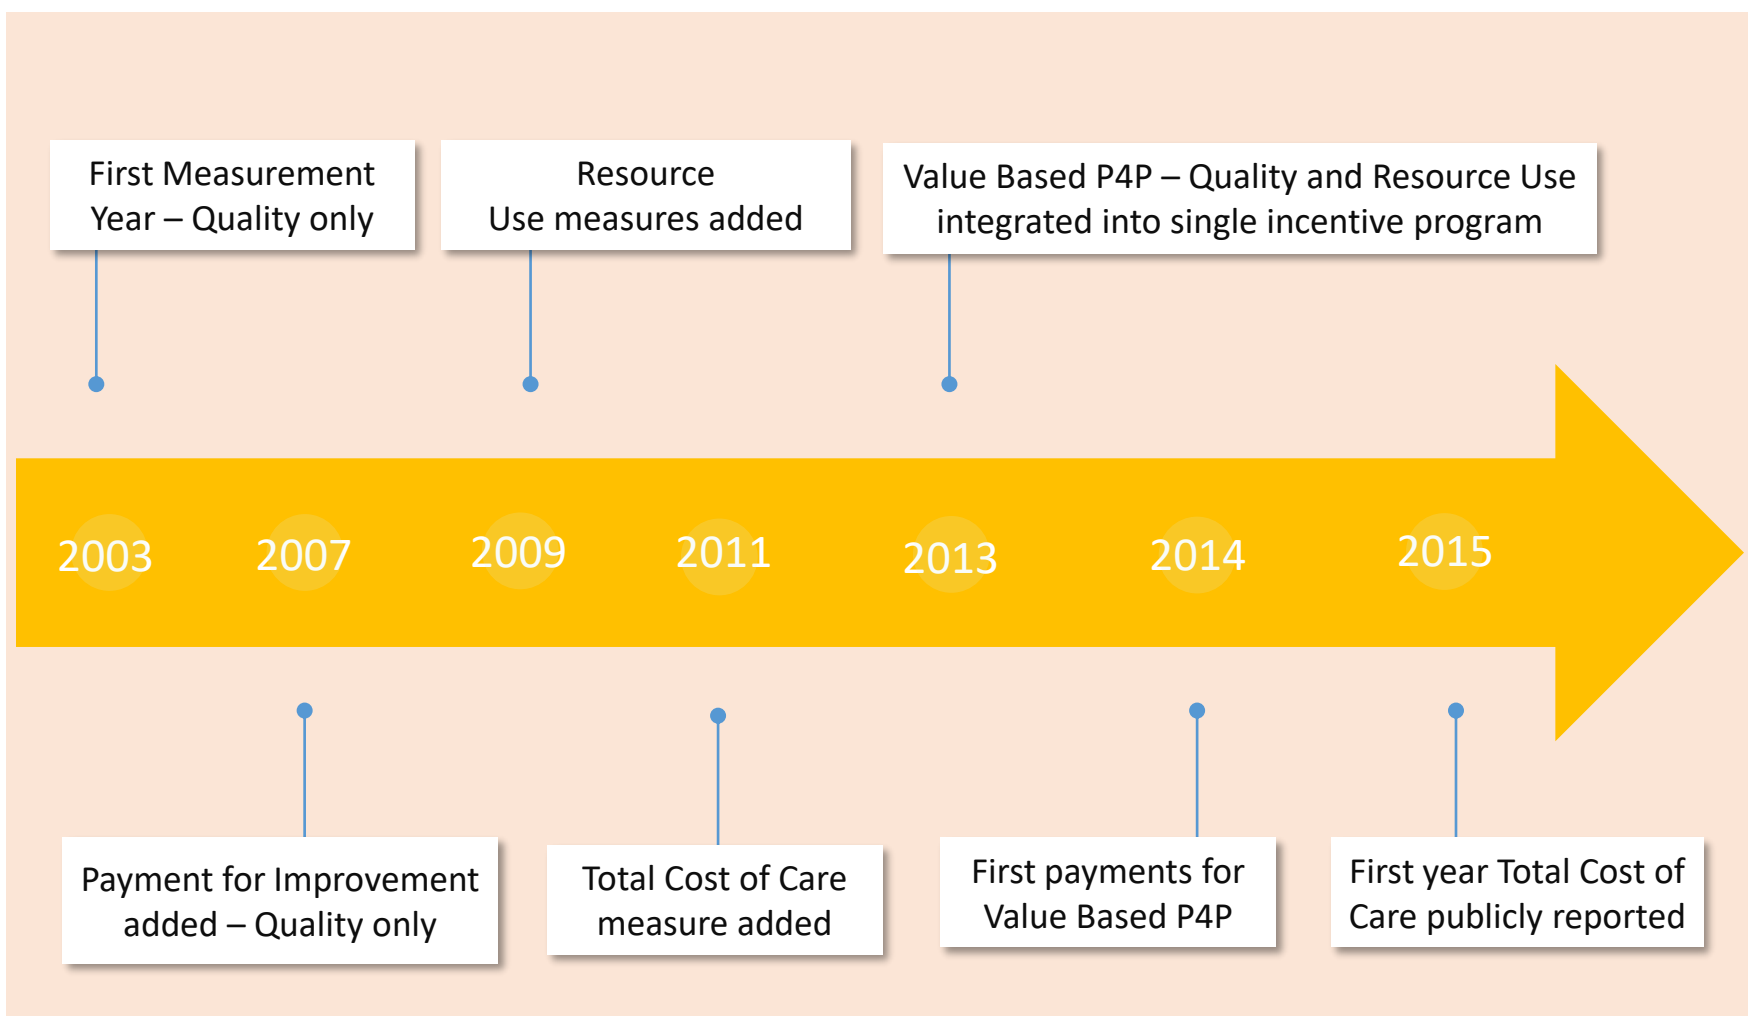 First Measurement
Year – Quality only
Resource
Use measures added
Value Based P4P – Quality and Resource Use
integrated into single incentive program
2003
2007
2009
2011
2013
2014
2015
Payment for Improvement
added – Quality only
Total Cost of Care
measure added
First payments for
Value Based P4P
First year Total Cost of
Care publicly reported